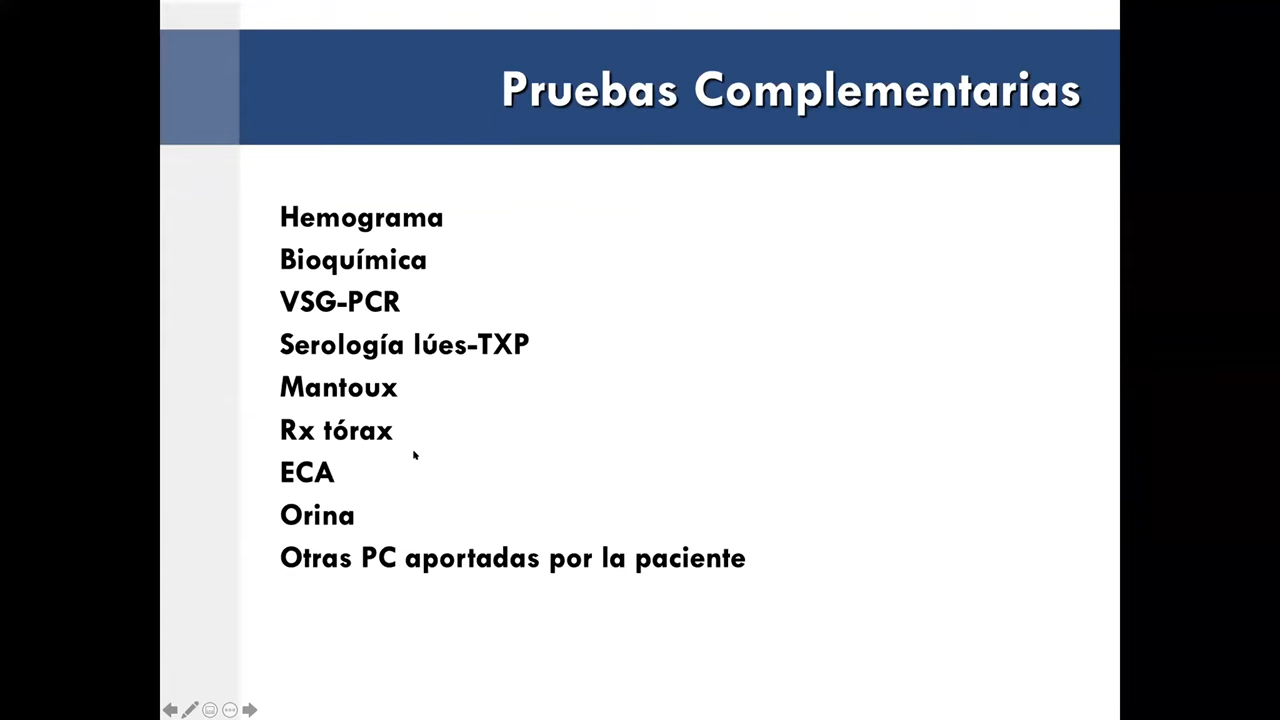 Pruebas Complementarias
Hemograma
Bioquímica
VSG-PCR
Serología lúes-TXP
Mantoux
Rx tórax
ECA
Orina
Otras PC aportadas por la paciente